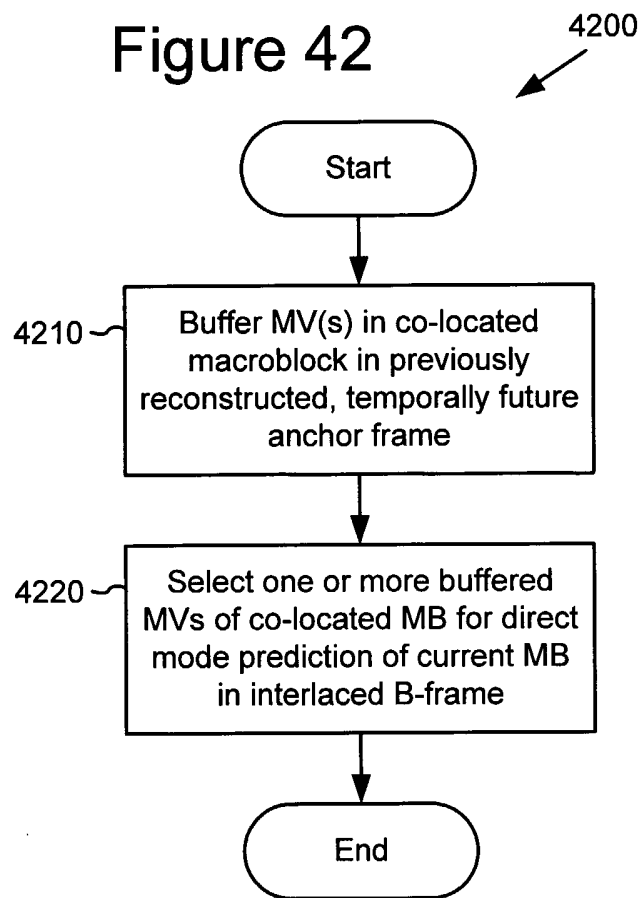 Figure 42
4200
Start
4210
Buffer MV(s) in co-located
macroblock in previously
reconstructed, temporally future
anchor frame
4220
Select one or more buffered
MVs of co-located MB for direct
mode prediction of current MB
in interlaced B-frame
End